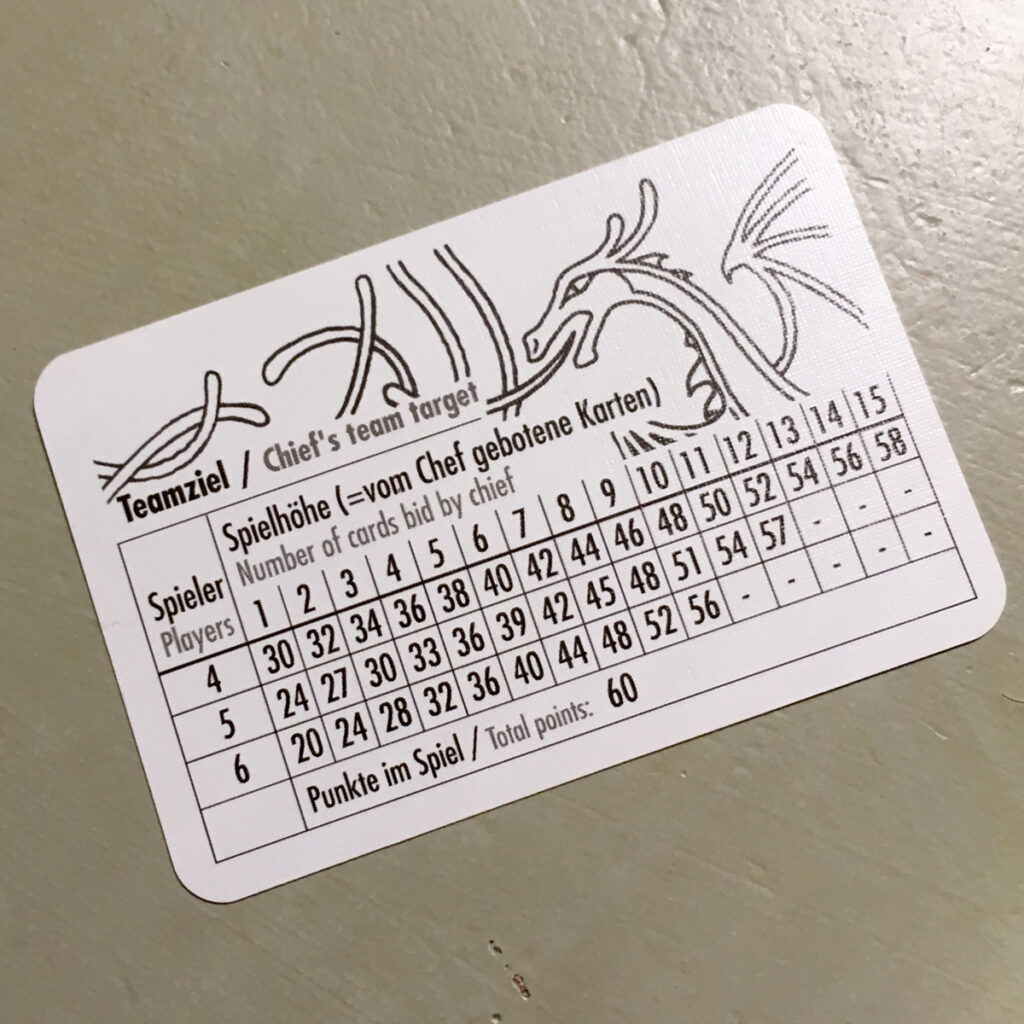 Teamziel / Chief's team target
Spielhöhe (=vom Chef gebotene Karten)
Number of cards bid by chief
Spieler
Players
1 2 3 4 5 6 7 8 9 10 11 12 13 14 15
4 30 32 34 36 38 40 42 44 46 48 50 52 54 56 58
5 24 27 30 33 36 39 42 45 48 51 54 57 - - -
6 20 24 28 32 36 40 44 48 52 56 - - - - -
Punkte im Spiel / Total points: 60